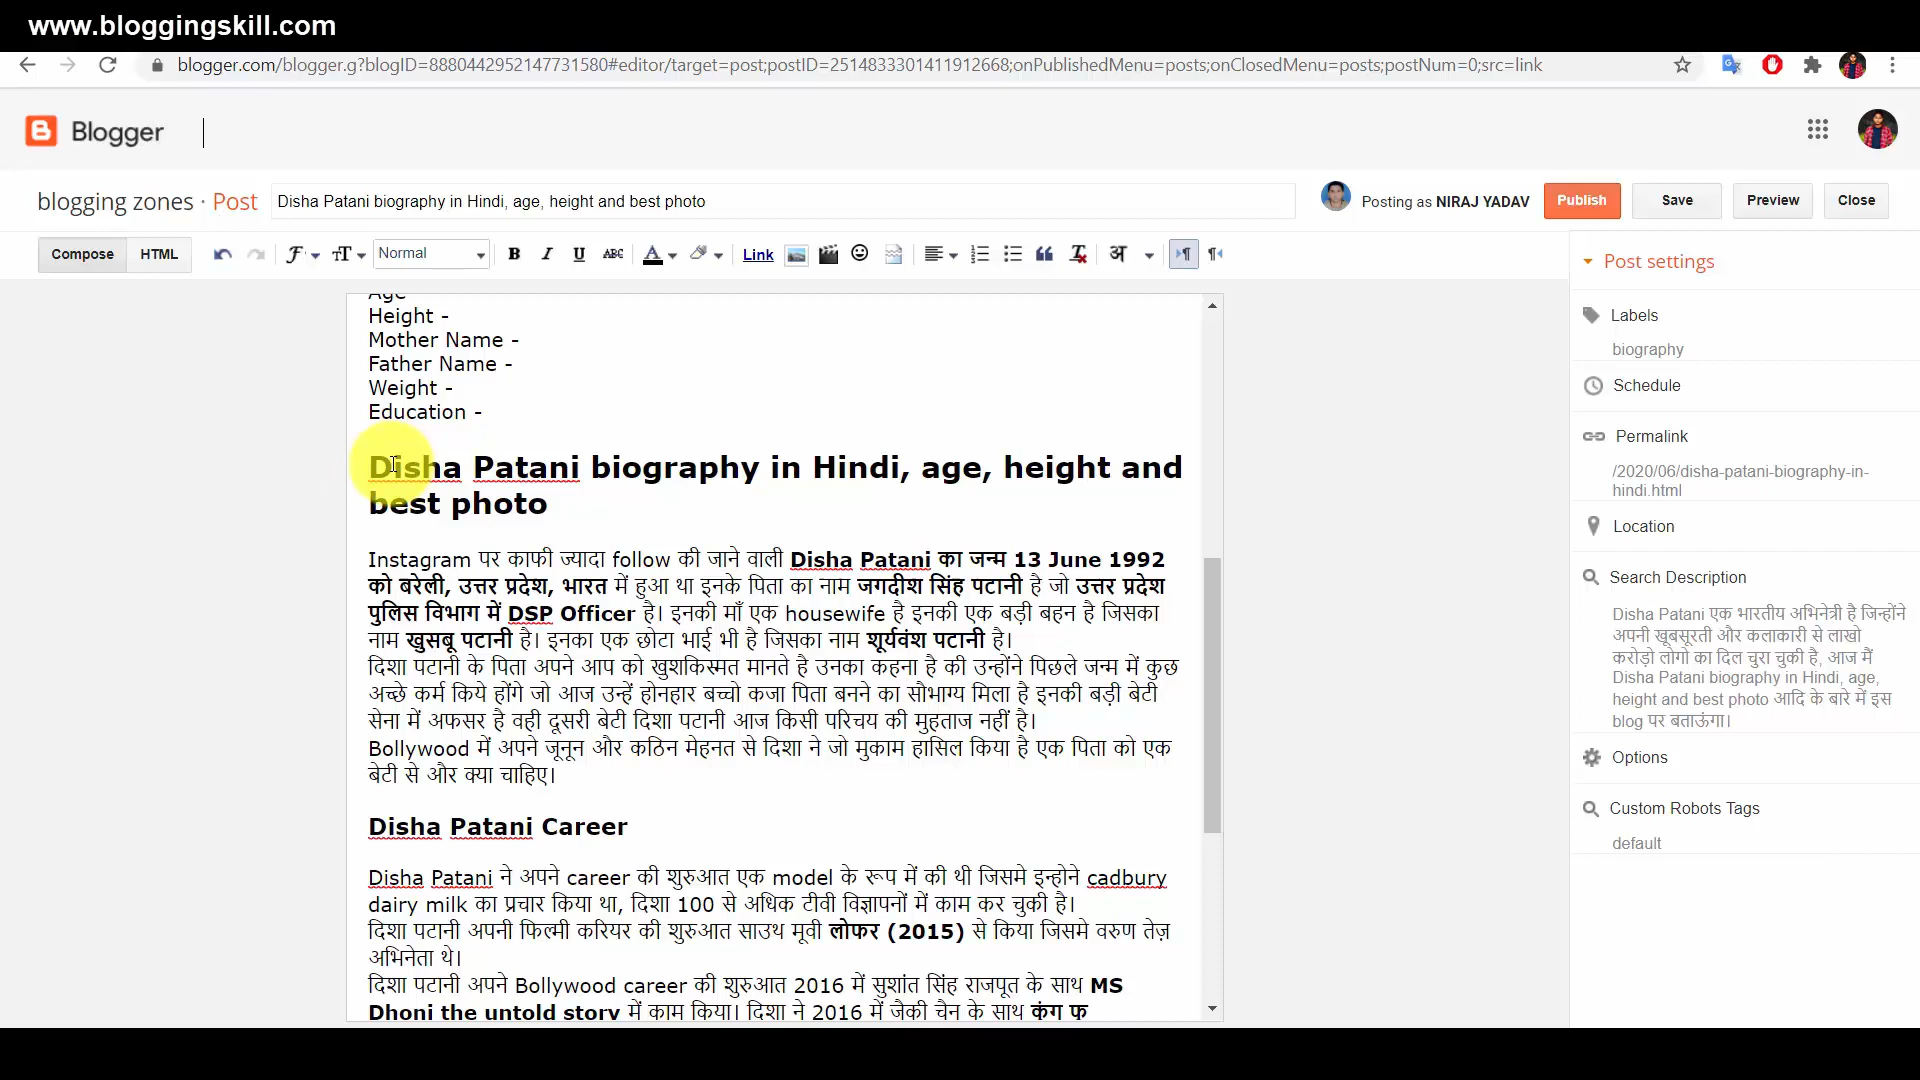 www.bloggingskill.com
blogger.com/blogger.g?blogID=8880442952147731580#editor/target=post;postID=2514833301411912668;onPublishedMenu=posts;onClosedMenu=posts;postNum=0;src=link
Blogger
blogging zones · Post
Disha Patani biography in Hindi, age, height and best photo
Posting as NIRAJ YADAV
Publish
Save
Preview
Close
Compose
HTML
Normal
B I U ABC A
Link
अ
Age
Height -
Mother Name -
Father Name -
Weight -
Education -
Disha Patani biography in Hindi, age, height and
best photo
Instagram पर काफी ज्यादा follow की जाने वाली Disha Patani का जन्म 13 June 1992
को बरेली, उत्तर प्रदेश, भारत में हुआ था इनके पिता का नाम जगदीश सिंह पटानी है जो उत्तर प्रदेश
पुलिस विभाग में DSP Officer है। इनकी माँ एक housewife है इनकी एक बड़ी बहन है जिसका
नाम खुसबू पटानी है। इनका एक छोटा भाई भी है जिसका नाम शूर्यवंश पटानी है।
दिशा पटानी के पिता अपने आप को खुशकिस्मत मानते है उनका कहना है की उन्होंने पिछले जन्म में कुछ
अच्छे कर्म किये होंगे जो आज उन्हें होनहार बच्चो कजा पिता बनने का सौभाग्य मिला है इनकी बड़ी बेटी
सेना में अफसर है वही दूसरी बेटी दिशा पटानी आज किसी परिचय की मुहताज नहीं है।
Bollywood में अपने जूनून और कठिन मेहनत से दिशा ने जो मुकाम हासिल किया है एक पिता को एक
बेटी से और क्या चाहिए।
Disha Patani Career
Disha Patani ने अपने career की शुरुआत एक model के रूप में की थी जिसमे इन्होने cadbury
dairy milk का प्रचार किया था, दिशा 100 से अधिक टीवी विज्ञापनों में काम कर चुकी है।
दिशा पटानी अपनी फिल्मी करियर की शुरुआत साउथ मूवी लोफर (2015) से किया जिसमे वरुण तेज़
अभिनेता थे।
दिशा पटानी अपने Bollywood career की शुरुआत 2016 में सुशांत सिंह राजपूत के साथ MS
Dhoni the untold story में काम किया। दिशा ने 2016 में जैकी चैन के साथ कंग फ
Post settings
Labels
biography
Schedule
Permalink
/2020/06/disha-patani-biography-in-
hindi.html
Location
Search Description
Disha Patani एक भारतीय अभिनेत्री है जिन्होंने
अपनी खूबसूरती और कलाकारी से लाखो
करोड़ो लोगो का दिल चुरा चुकी है, आज मैं
Disha Patani biography in Hindi, age,
height and best photo आदि के बारे में इस
blog पर बताऊंगा।
Options
Custom Robots Tags
default